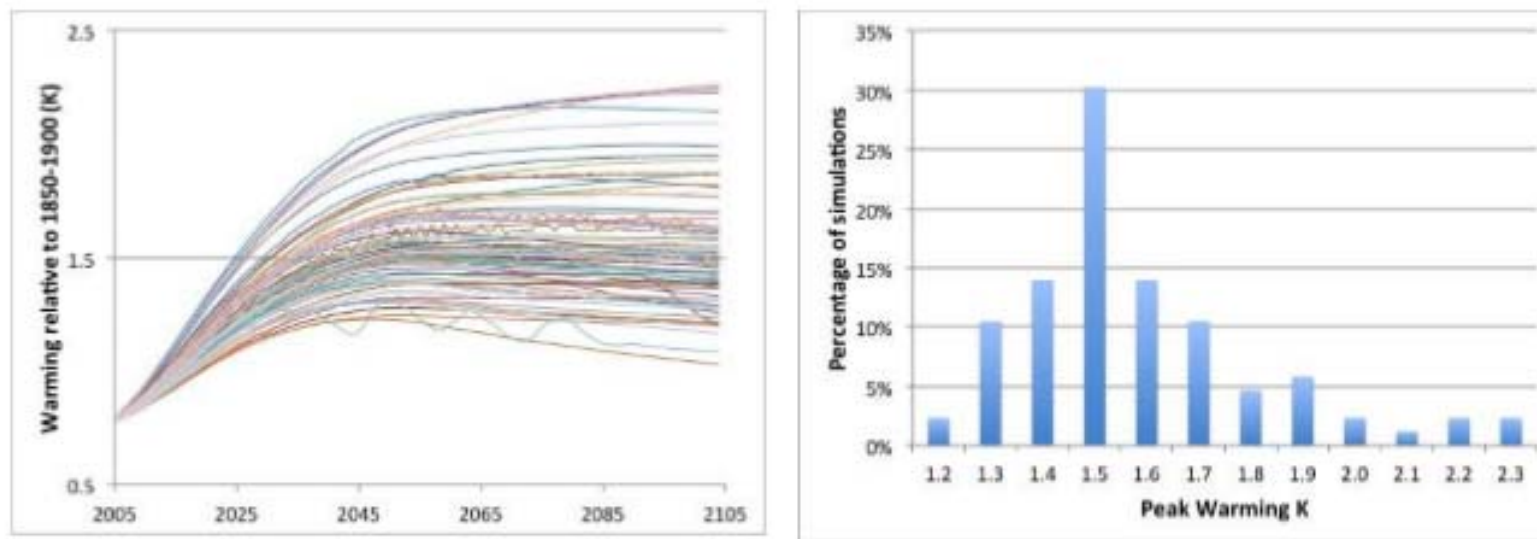 Warming relative to 1850-1900 (K)
2.5
1.5
0.5
2005 2025 2045 2065 2085 2105
Percentage of simulations
35%
30%
25%
20%
15%
10%
5%
0%
1.2 1.3 1.4 1.5 1.6 1.7 1.8 1.9 2.0 2.1 2.2 2.3
Peak Warming K